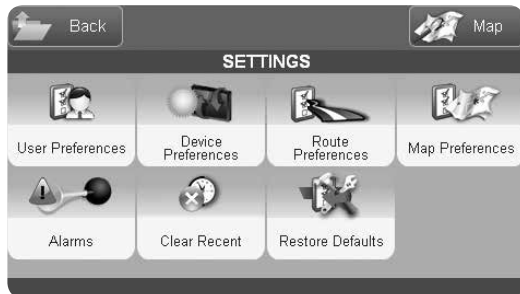 Back
Map
SETTINGS
User Preferences
Device
Preferences
Route
Preferences
Map Preferences
Alarms
Clear Recent
Restore Defaults